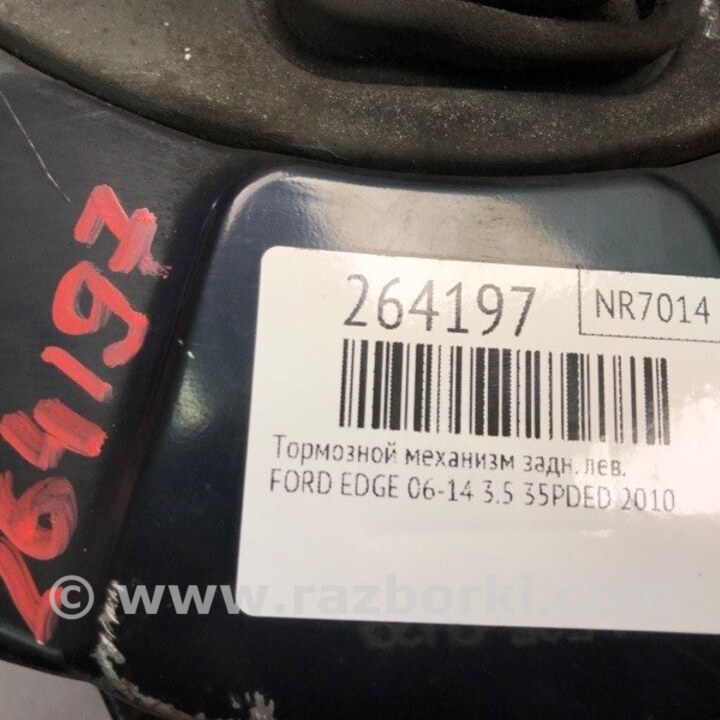 264197
264197
NR7014
Тормозной механизм задн. лев.
FORD EDGE 06-14 3.5 35PDED 2010
© www.razborki.com